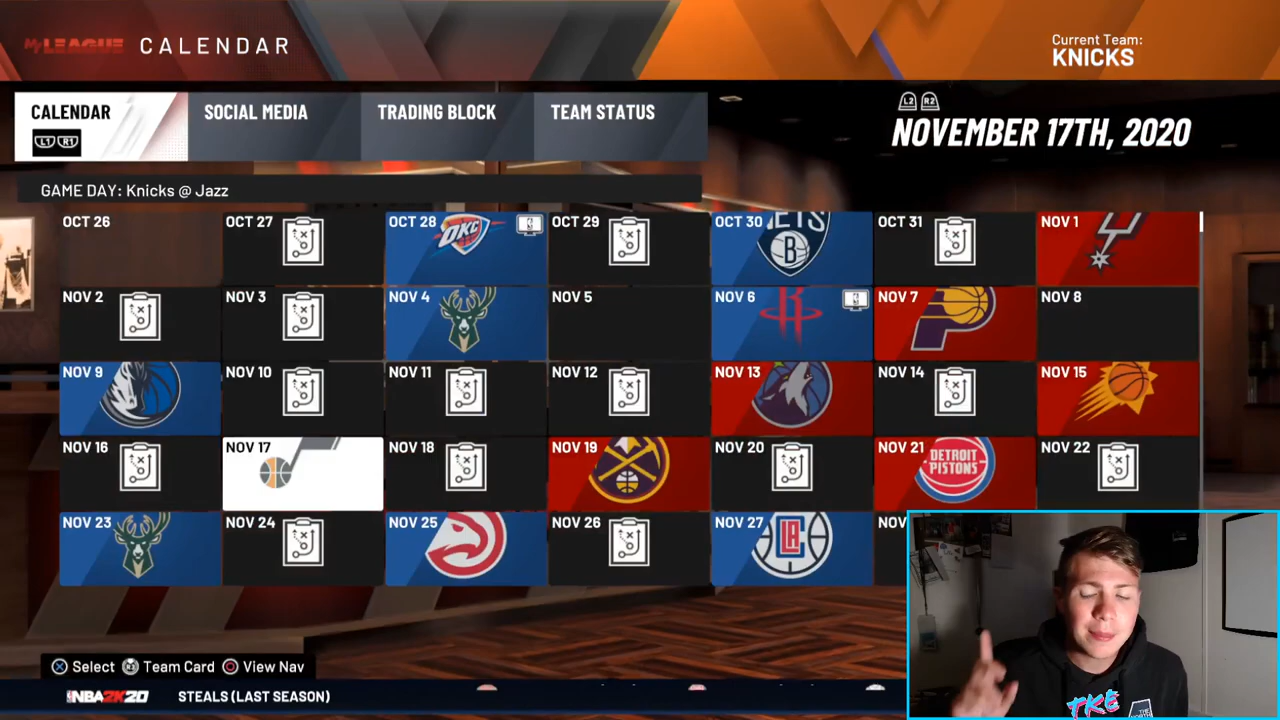 MyLEAGUE CALENDAR
Current Team:
KNICKS
CALENDAR
L1 R1
SOCIAL MEDIA
TRADING BLOCK
TEAM STATUS
L2 R2
NOVEMBER 17TH, 2020
GAME DAY: Knicks @ Jazz
OCT 26
OCT 27
OCT 28
OKC
OCT 29
OCT 30
ETS
B
OCT 31
NOV 1
NOV 2
NOV 3
NOV 4
NOV 5
NOV 6
NOV 7
NOV 8
NOV 9
NOV 10
NOV 11
NOV 12
NOV 13
NOV 14
NOV 15
NOV 16
NOV 17
NOV 18
NOV 19
NOV 20
NOV 21
DETROIT
PISTONS
NOV 22
NOV 23
NOV 24
NOV 25
NOV 26
NOV 27
LA
NOV
Select
Team Card
View Nav
NBA2K20
STEALS (LAST SEASON)
TKE
THE